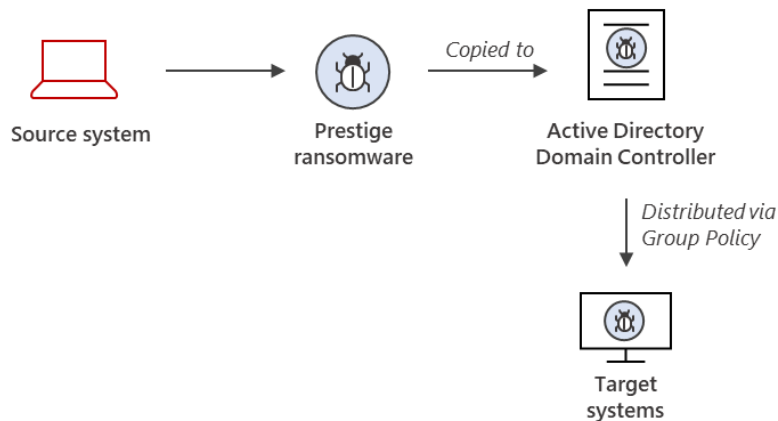 Source system
Prestige
ransomware
Copied to
Active Directory
Domain Controller
Distributed via
Group Policy
Target
systems